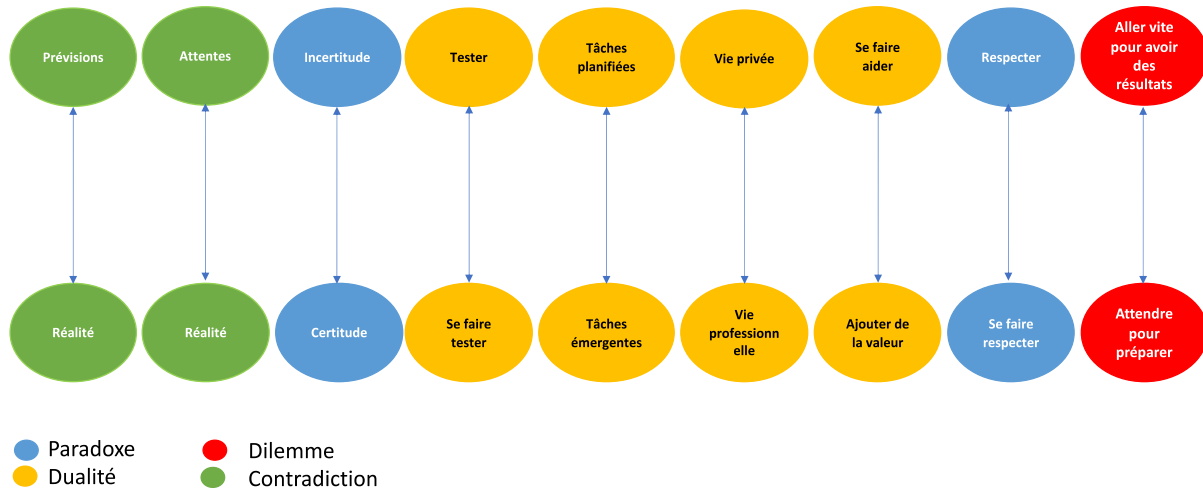 Prévisions
Attentes
Incertitude
Tester
Tâches
planifiées
Vie privée
Se faire
aider
Respecter
Aller vite
pour avoir
des
résultats
Réalité
Réalité
Certitude
Se faire
tester
Tâches
émergentes
Vie
professionn
elle
Ajouter de
la valeur
Se faire
respecter
Attendre
pour
préparer
Paradoxe
Dilemme
Dualité
Contradiction